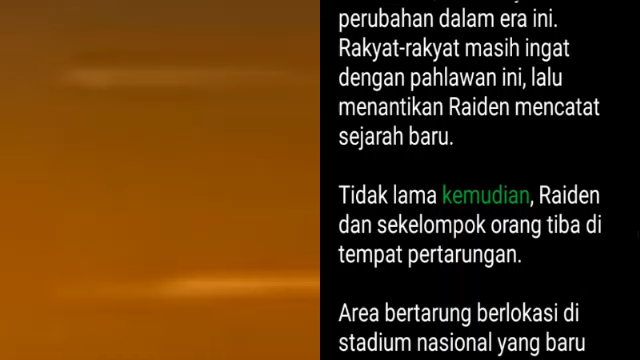 perubahan dalam era ini.
Rakyat-rakyat masih ingat
dengan pahlawan ini, lalu
menantikan Raiden mencatat
sejarah baru.
Tidak lama kemudian, Raiden
dan sekelompok orang tiba di
tempat pertarungan.
Area bertarung berlokasi di
stadium nasional yang baru